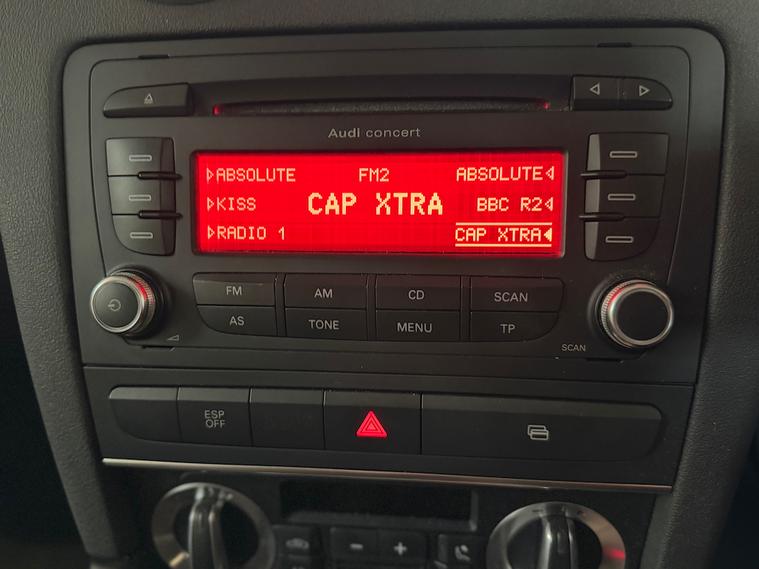 Audi concert
ABSOLUTE FM2 ABSOLUTE
KISS CAP XTRA BBC R2
RADIO 1 CAP XTRA
FM AM CD SCAN
AS TONE MENU TP
SCAN
ESP
OFF